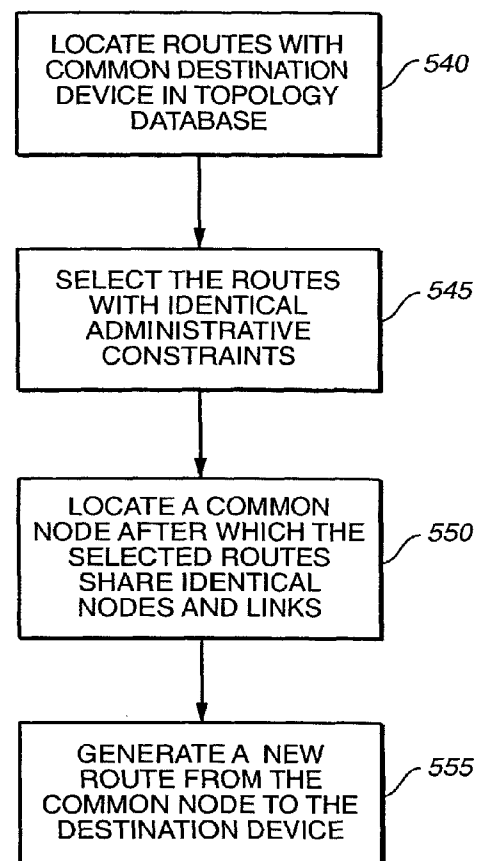 LOCATE ROUTES WITH
COMMON DESTINATION
DEVICE IN TOPOLOGY
DATABASE
540
SELECT THE ROUTES
WITH IDENTICAL
ADMINISTRATIVE
CONSTRAINTS
545
LOCATE A COMMON
NODE AFTER WHICH THE
SELECTED ROUTES
SHARE IDENTICAL
NODES AND LINKS
550
GENERATE A NEW
ROUTE FROM THE
COMMON NODE TO THE
DESTINATION DEVICE
555